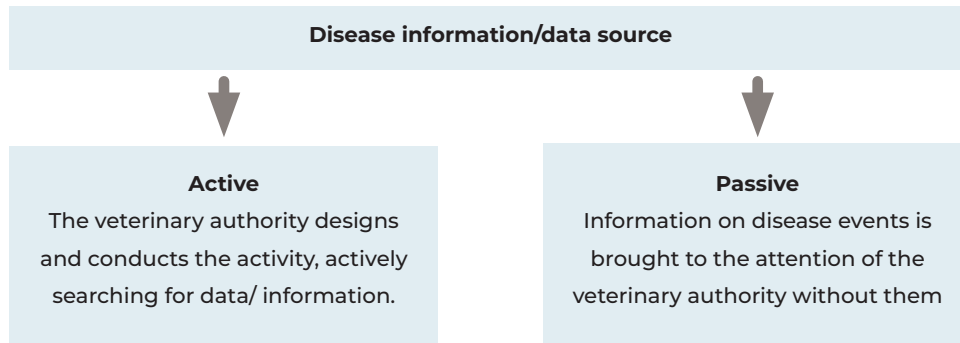 Disease information/data source
Active
The veterinary authority designs
and conducts the activity, actively
searching for data/ information.
Passive
Information on disease events is
brought to the attention of the
veterinary authority without them